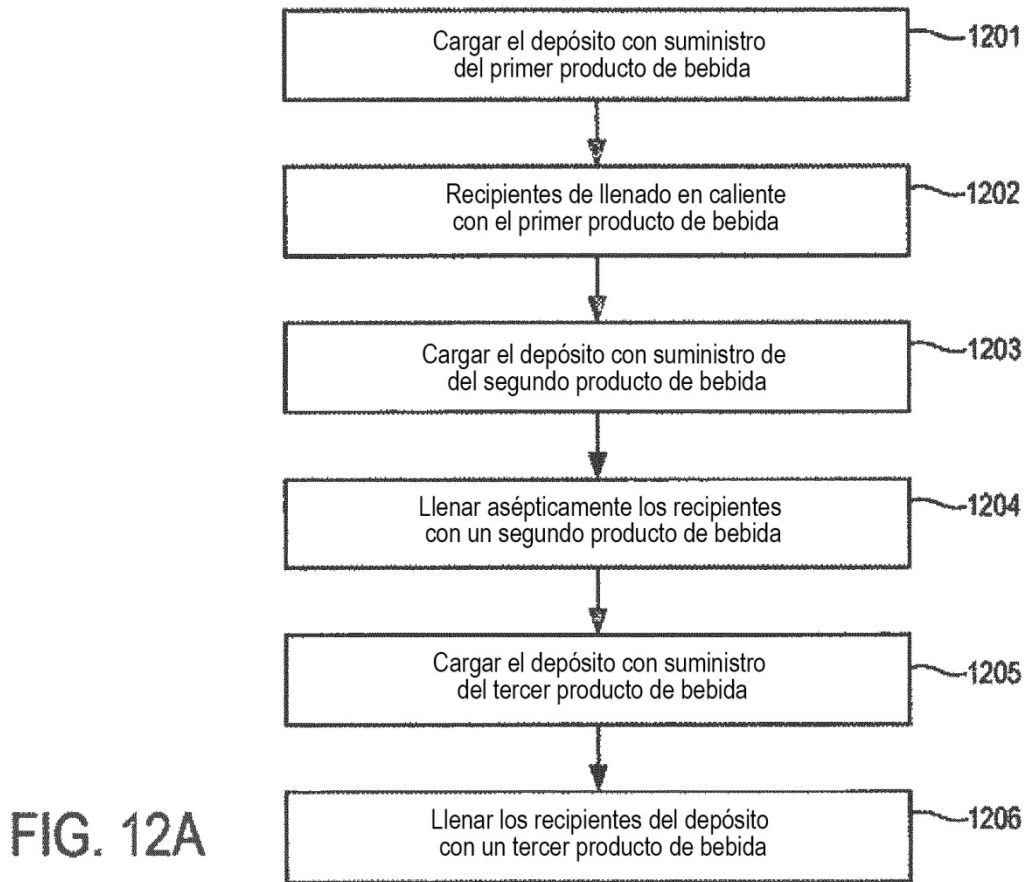 Cargar el depósito con suministro
del primer producto de bebida
1201
Recipientes de llenado en caliente
con el primer producto de bebida
1202
Cargar el depósito con suministro de
del segundo producto de bebida
1203
Llenar asépticamente los recipientes
con un segundo producto de bebida
1204
Cargar el depósito con suministro
del tercer producto de bebida
1205
Llenar los recipientes del depósito
con un tercer producto de bebida
1206
FIG. 12A